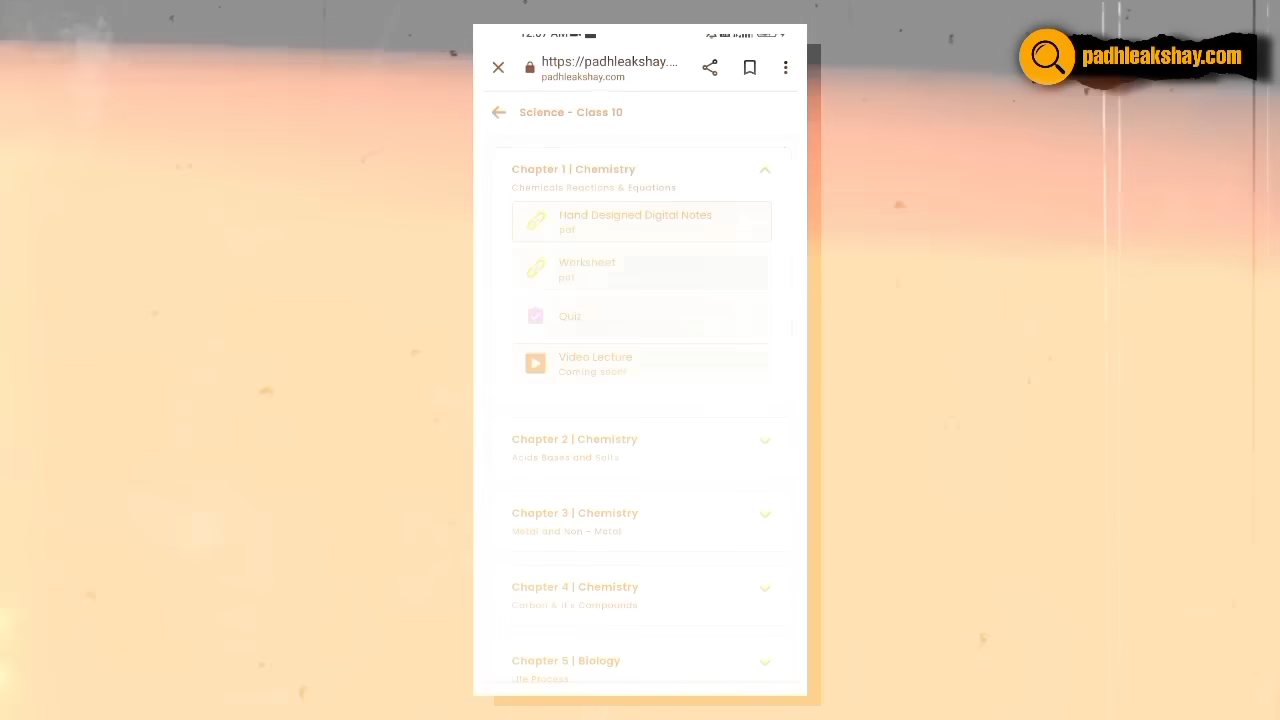 padhleakshay.com
https://padhleakshay....
padhleakshay.com
Science - Class 10
Chapter 1 | Chemistry
Chemicals Reactions & Equations
Hand Designed Digital Notes
pdf
Worksheet
pdf
Quiz
Video Lecture
Coming soon!
Chapter 2 | Chemistry
Acids Bases and Salts
Chapter 3 | Chemistry
Metal and Non - Metal
Chapter 4 | Chemistry
Carbon & it's Compounds
Chapter 5 | Biology
Life Process